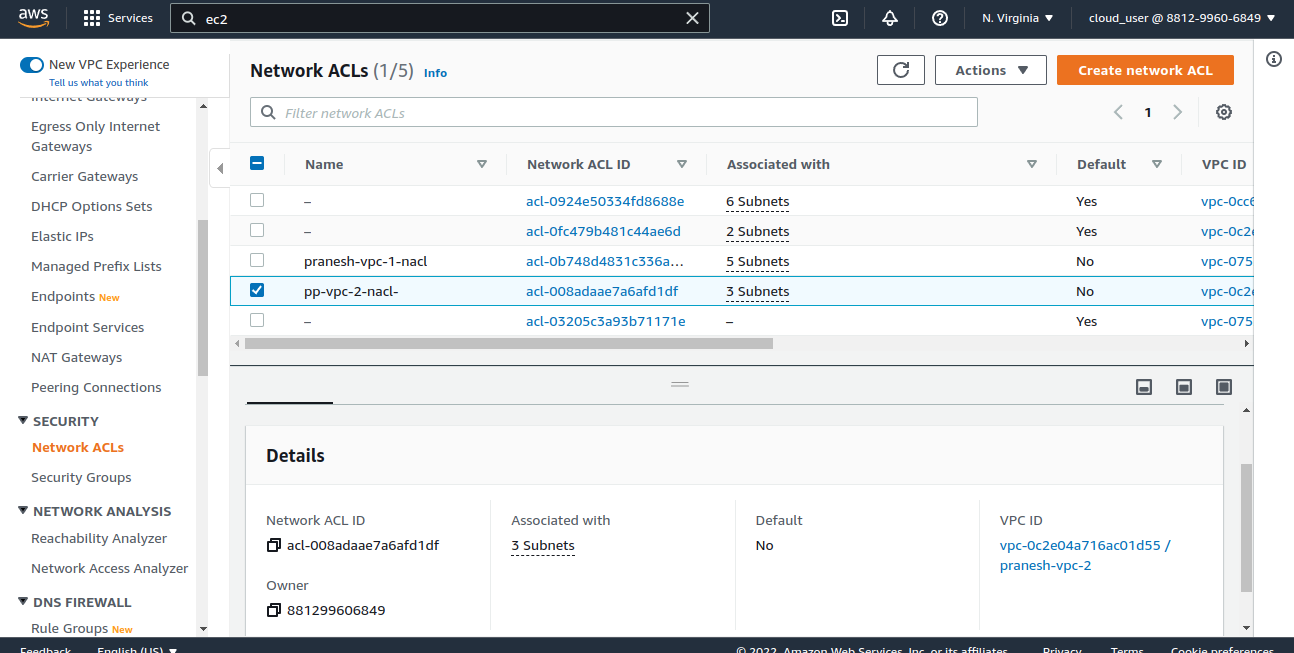 aws
Services
ec2
N. Virginia
cloud_user @ 8812-9960-6849
New VPC Experience
Tell us what you think
Internet Gateways
Egress Only Internet
Gateways
Carrier Gateways
DHCP Option Sets
Elastic IPs
Managed Prefix Lists
Endpoints New
Endpoint Services
NAT Gateways
Peering Connections
SECURITY
Network ACLs
Security Groups
NETWORK ANALYSIS
Reachability Analyzer
Network Access Analyzer
DNS FIREWALL
Rule Groups New
Network ACLs (1/5) Info
Actions
Create network ACL
Filter network ACLs
1
Name Network ACL ID Associated with Default VPC ID
– acl-0924e50334fd8688e 6 Subnets Yes vpc-0cc6
– acl-0fc479b481c44ae6d 2 Subnets Yes vpc-0c2e
pranesh-vpc-1-nacl acl-0b748d4831c336a... 5 Subnets No vpc-075
pp-vpc-2-nacl- acl-008adaae7a6afd1df 3 Subnets No vpc-0c2e
– acl-03205c3a93b71171e – Yes vpc-075
Details
Network ACL ID
acl-008adaae7a6afd1df
Associated with
3 Subnets
Default
No
VPC ID
vpc-0c2e04a716ac01d55 /
pranesh-vpc-2
Owner
881299606849
Feedback English (US)
© 2022, Amazon Web Services, Inc. or its affiliates. Privacy Terms Cookie preferences